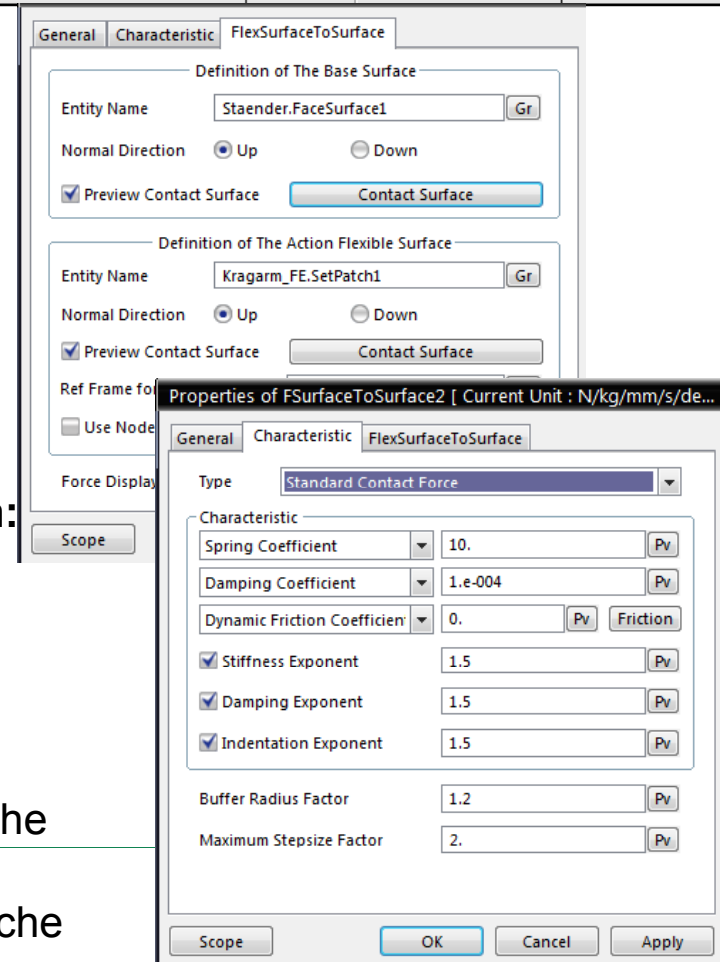 General Characteristic FlexSurfaceToSurface
Definition of The Base Surface
Entity Name Staender.FaceSurface1 Gr
Normal Direction Up Down
Preview Contact Surface Contact Surface
Definition of The Action Flexible Surface
Entity Name Kragarm_FE.SetPatch1 Gr
Normal Direction Up Down
Preview Contact Surface Contact Surface
Ref Frame fo
Use Node
Force Display
Scope
Properties of FSurfaceToSurface2 [ Current Unit : N/kg/mm/s/de...
General Characteristic FlexSurfaceToSurface
Type Standard Contact Force
Characteristic
Spring Coefficient 10. Pv
Damping Coefficient 1.e-004 Pv
Dynamic Friction Coefficien 0. Pv Friction
Stiffness Exponent 1.5 Pv
Damping Exponent 1.5 Pv
Indentation Exponent 1.5 Pv
Buffer Radius Factor 1.2 Pv
Maximum Stepsize Factor 2. Pv
Scope OK Cancel Apply
:
he
che